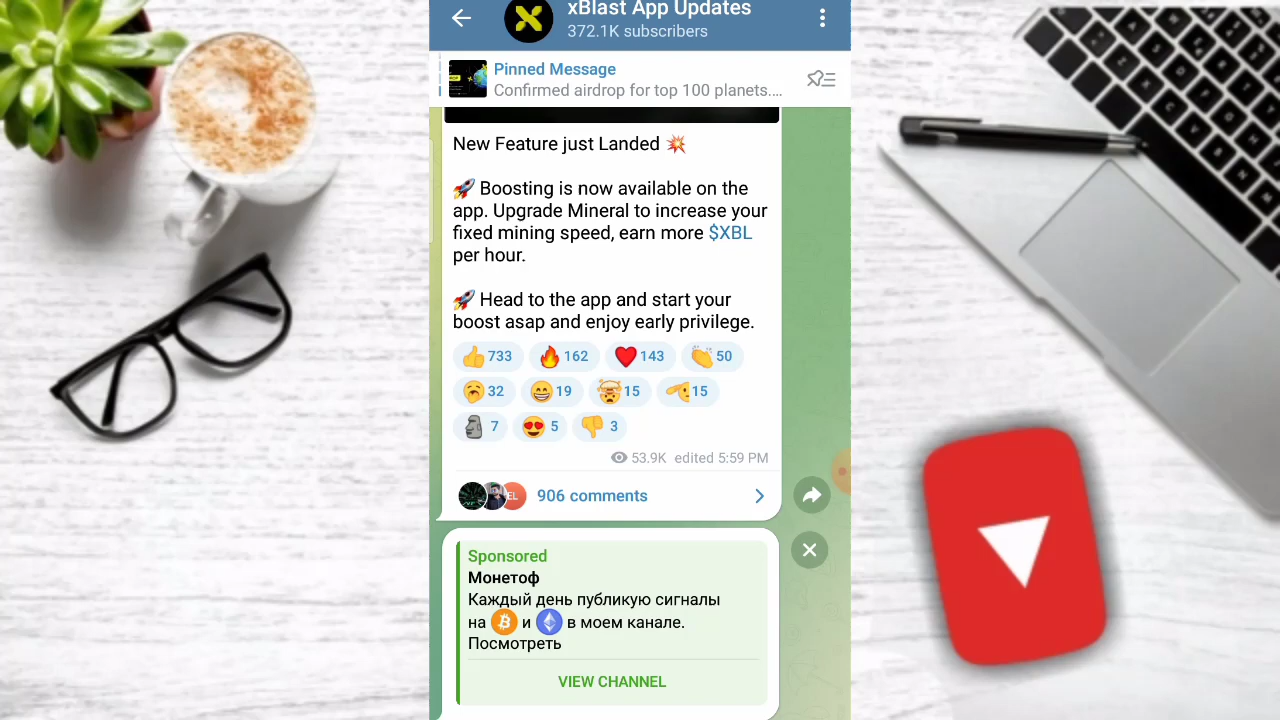 xBlast App Updates
372.1K subscribers
Pinned Message
Confirmed airdrop for top 100 planets....
New Feature just Landed 💥
🚀 Boosting is now available on the
app. Upgrade Mineral to increase your
fixed mining speed, earn more $XBL
per hour.
🚀 Head to the app and start your
boost asap and enjoy early privilege.
👍 733 🔥 162 ❤️ 143 👏 50
🥱 32 😁 19 🤯 15 🫡 15
🗿 7 😍 5 👎 3
53.9K edited 5:59 PM
EL 906 comments
Sponsored
Монетоф
Каждый день публикую сигналы
на и в моем канале.
Посмотреть
VIEW CHANNEL